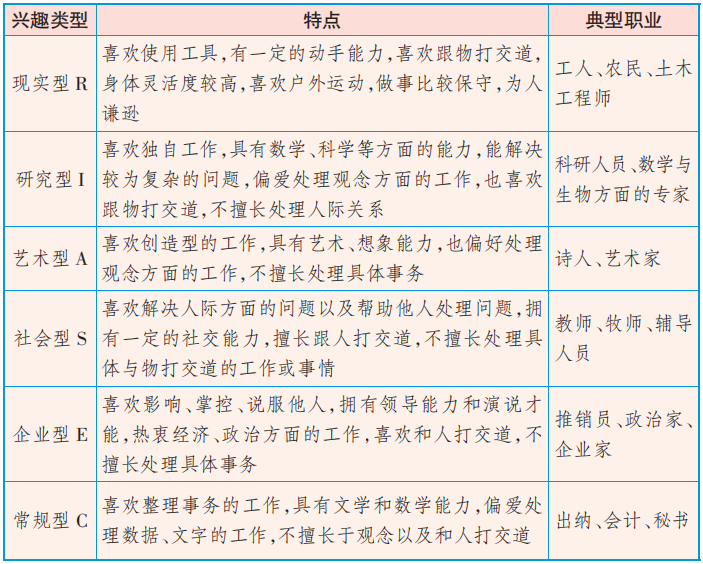 兴趣类型 特点 典型职业
现实型 R
喜欢使用工具,有一定的动手能力,喜欢跟物打交道,
身体灵活度较高,喜欢户外运动,做事比较保守,为人
谦逊
工人、农民、土木
工程师
研究型 I
喜欢独自工作,具有数学、科学等方面的能力,能解决
较为复杂的问题,偏爱处理观念方面的工作,也喜欢
跟物打交道,不擅长处理人际关系
科研人员、数学与
生物方面的专家
艺术型 A
喜欢创造型的工作,具有艺术、想象能力,也偏好处理
观念方面的工作,不擅长处理具体事务
诗人、艺术家
社会型 S
喜欢解决人际方面的问题以及帮助他人处理问题,拥
有一定的社交能力,擅长跟人打交道,不擅长处理具
体与物打交道的工作或事情
教师、牧师、辅导
人员
企业型 E
喜欢影响、掌控、说服他人,拥有领导能力和演说才
能,热衷经济、政治方面的工作,喜欢和人打交道,不
擅长处理具体事务
推销员、政治家、
企业家
常规型 C
喜欢整理事务的工作,具有文学和数学能力,偏爱处
理数据、文字的工作,不擅长于观念以及和人打交道
出纳、会计、秘书